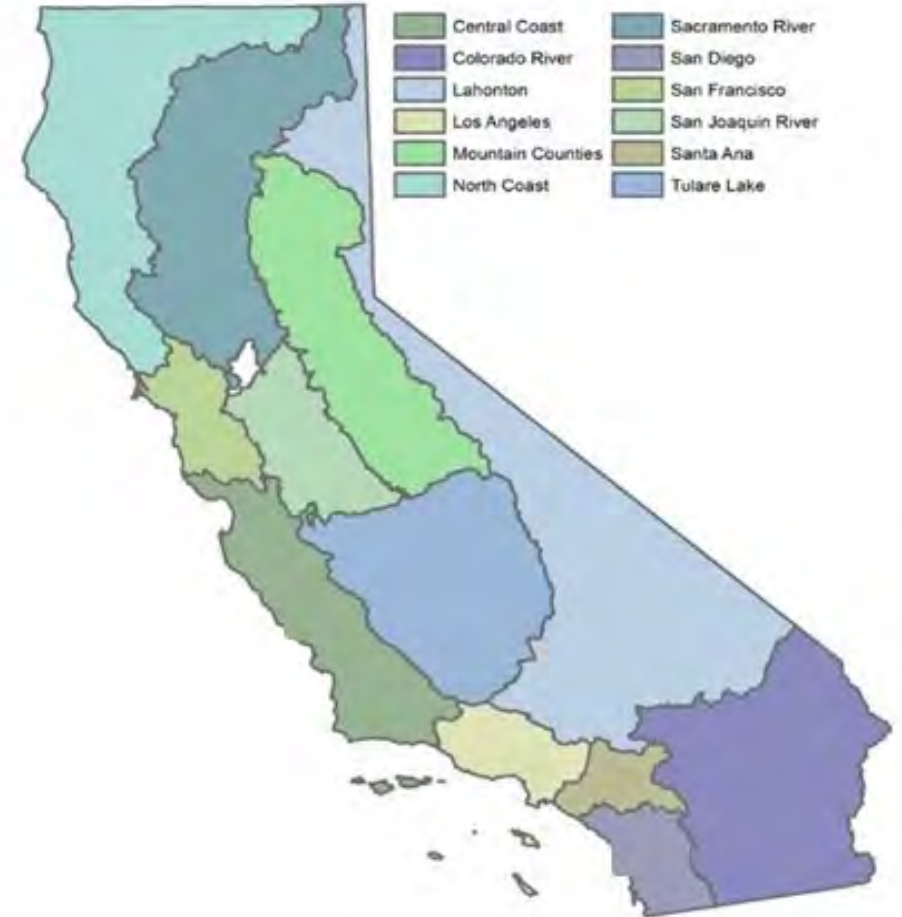 Central Coast
Colorado River
Lahonton
Los Angeles
Mountain Counties
North Coast
Sacramento River
San Diego
San Francisco
San Joaquin River
Santa Ana
Tulare Lake